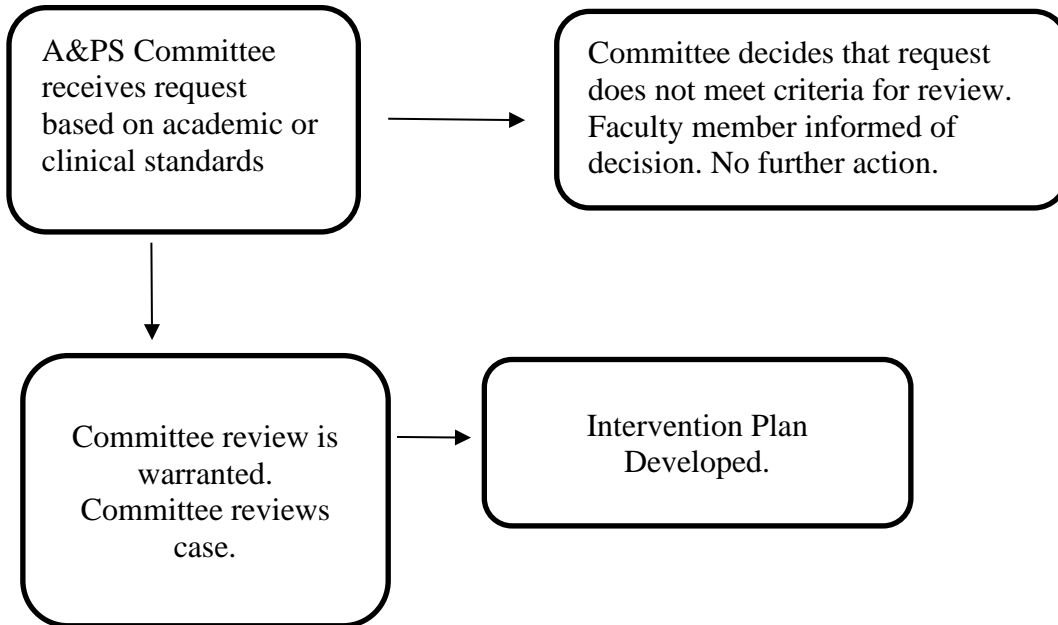 A&PS Committee
receives request
based on academic or
clinical standards
Committee decides that request
does not meet criteria for review.
Faculty member informed of
decision. No further action.
Committee review is
warranted.
Committee reviews
case.
Intervention Plan
Developed.